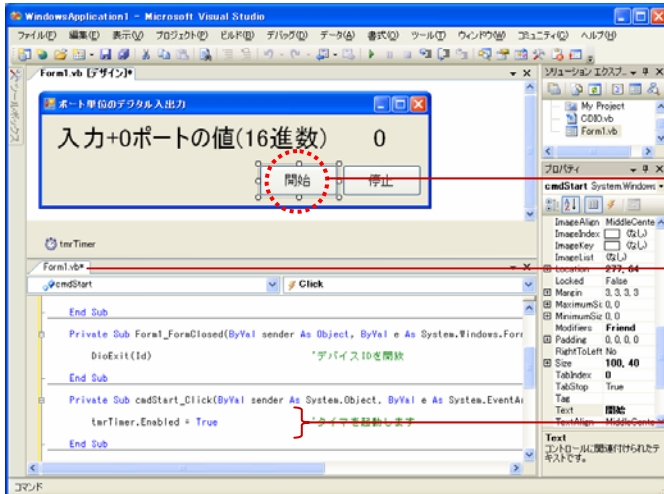 WindowsApplication1 - Microsoft Visual Studio
ファイル(F) 編集(E) 表示(V) プロジェクト(P) ビルド(B) デバッグ(D) データ(A) 書式(O) ツール(T) ウィンドウ(W) コミュニティ(C) ヘルプ(H)
Form1.vb [デザイン]*
ツールボックス
ポート単位のデジタル入出力
入力+0ポートの値(16進数) 0
開始 停止
tmrTimer
Form1.vb*
cmdStart Click
End Sub
Private Sub Form1_FormClosed(ByVal sender As Object, ByVal e As System.Windows.Form
DioExit(Id) 'デバイスIDを開放
End Sub
Private Sub cmdStart_Click(ByVal sender As System.Object, ByVal e As System.EventAr
tmrTimer.Enabled = True 'タイマを起動します
End Sub
コマンド
ソリューション エクスプ...
My Project
CDIO.vb
Form1.vb
プロパティ
cmdStart System.Windows
ImageAlign MiddleCente
ImageIndex (なし)
ImageKey (なし)
ImageList (なし)
Location 277, 64
Locked False
Margin 3, 3, 3, 3
MaximumSiz 0, 0
MinimumSiz 0, 0
Modifiers Friend
Padding 0, 0, 0, 0
RightToLeft No
Size 100, 40
TabIndex 0
TabStop True
Tag
Text 開始
TextAlign MiddleCente
Text
コントロールに関連付けられたテキストです。